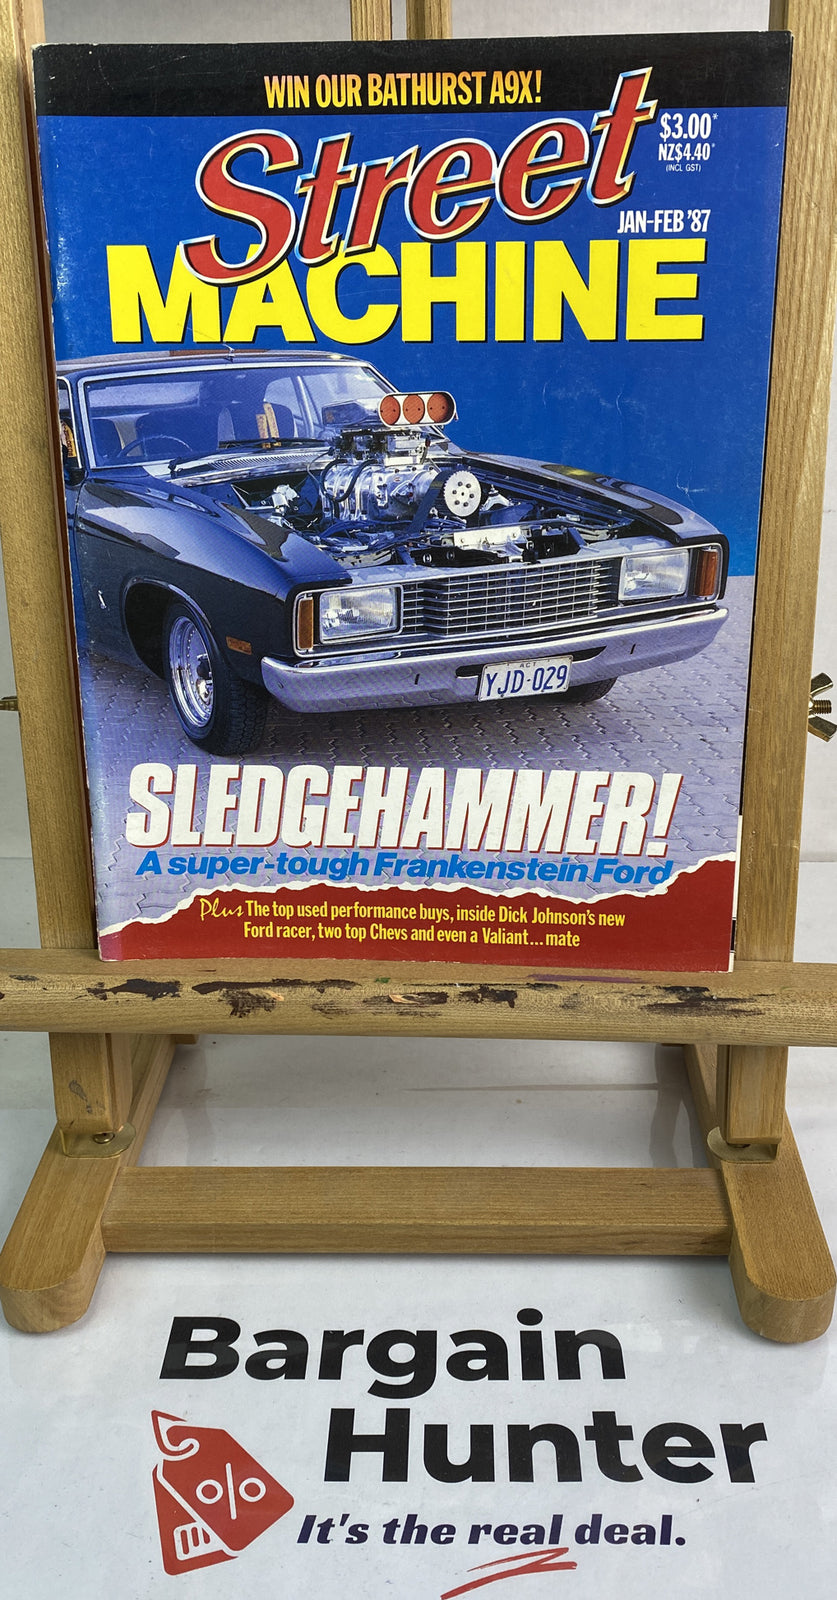 WIN OUR BATHURST A9X!
Street
MACHINE
$3.00*
NZ$4.40*
(INCL GST)
JAN-FEB '87
ACT
YJD·029
SLEDGEHAMMER!
A super-tough Frankenstein Ford
Plus The top used performance buys, inside Dick Johnson's new
Ford racer, two top Chevs and even a Valiant...mate
Bargain
Hunter
%
It's the real deal.